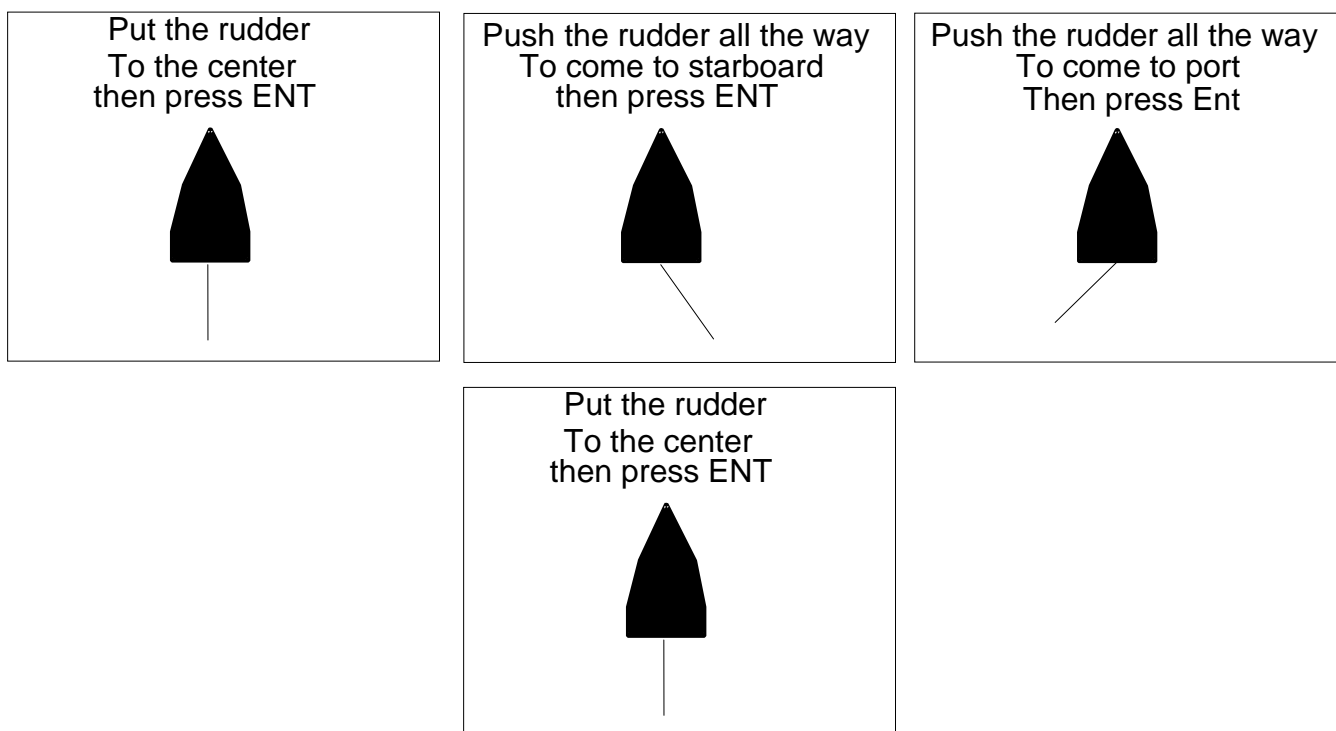 Put the rudder
To the center
then press ENT
Push the rudder all the way
To come to starboard
then press ENT
Push the rudder all the way
To come to port
Then press Ent
Put the rudder
To the center
then press ENT